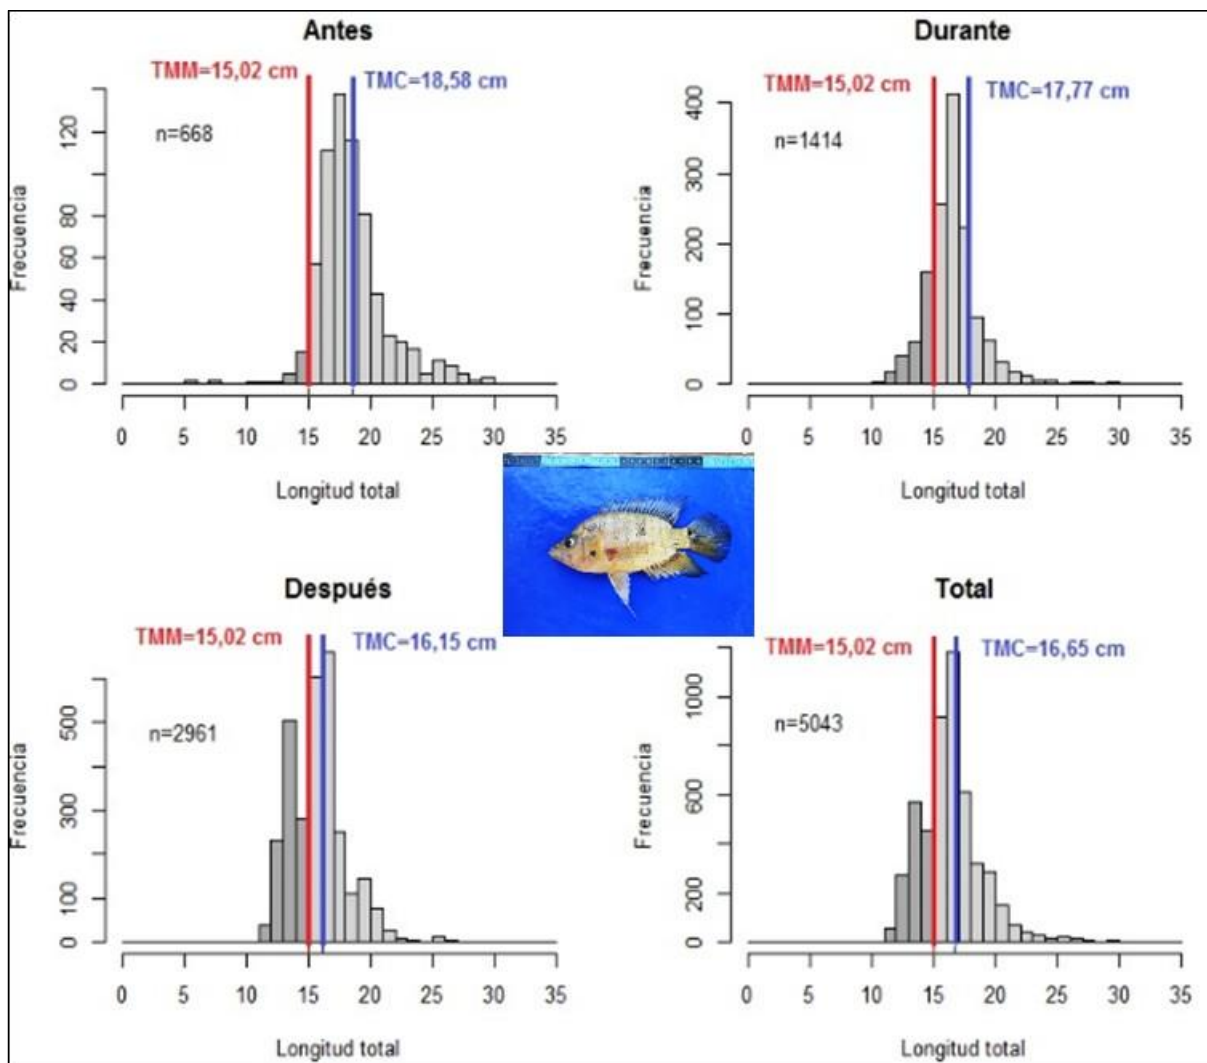 Antes
TMM=15,02 cm
TMC=18,58 cm
n=668
Frecuencia
0 20 40 60 80 120
0 5 10 15 20 25 30 35
Longitud total
Durante
TMM=15,02 cm
TMC=17,77 cm
n=1414
Frecuencia
0 100 200 300 400
0 5 10 15 20 25 30 35
Longitud total
Después
TMM=15,02 cm
TMC=16,15 cm
n=2961
Frecuencia
0 100 300 500
0 5 10 15 20 25 30 35
Longitud total
Total
TMM=15,02 cm
TMC=16,65 cm
n=5043
Frecuencia
0 200 600 1000
0 5 10 15 20 25 30 35
Longitud total